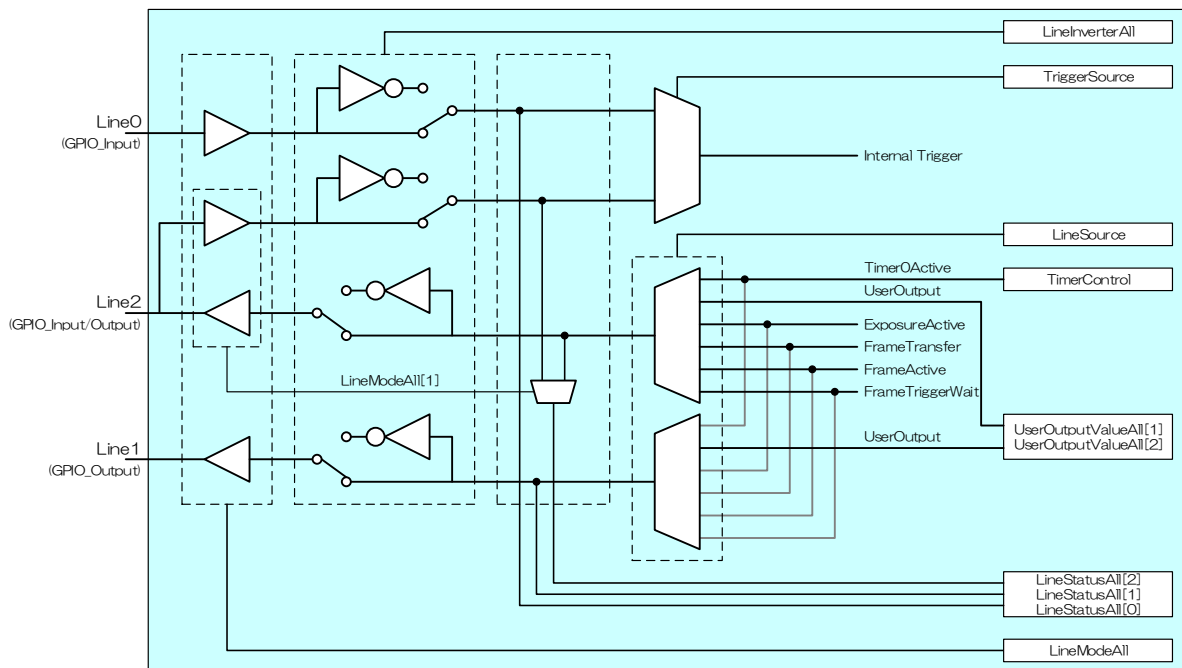 LineInverterAll
TriggerSource
Line0
(GPIO_Input)
Internal Trigger
LineSource
Timer0Active
TimerControl
UserOutput
Line2
(GPIO_Input/Output)
ExposureActive
FrameTransfer
FrameActive
LineModeAll[1]
FrameTriggerWait
UserOutputValueAll[1]
UserOutput
UserOutputValueAll[2]
Line1
(GPIO_Output)
LineStatusAll[2]
LineStatusAll[1]
LineStatusAll[0]
LineModeAll